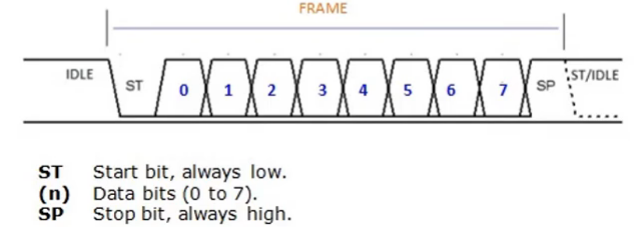 FRAME
IDLE ST 0 1 2 3 4 5 6 7 SP ST/IDLE
ST Start bit, always low.
(n) Data bits (0 to 7).
SP Stop bit, always high.